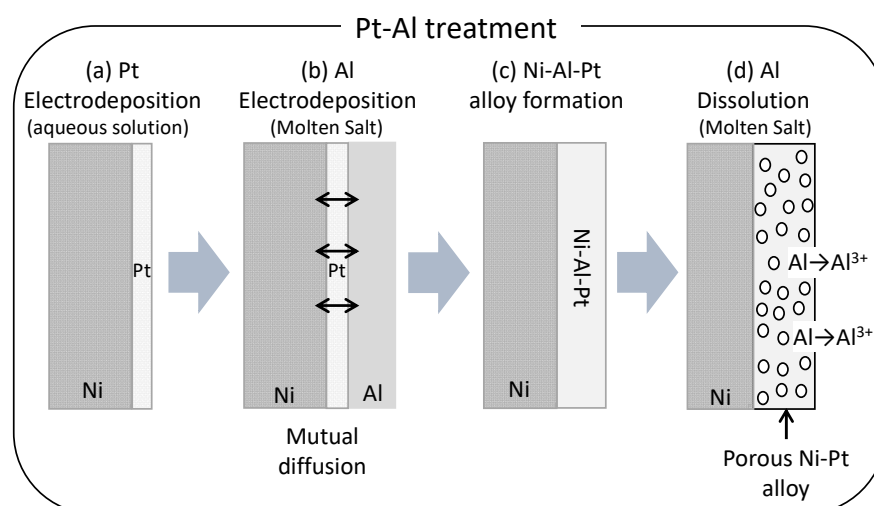 Pt-Al treatment
(a) Pt
Electrodeposition
(aqueous solution)
Pt
Ni
(b) Al
Electrodeposition
(Molten Salt)
Pt
Ni
Al
Mutual
diffusion
(c) Ni-Al-Pt
alloy formation
Ni-Al-Pt
Ni
(d) Al
Dissolution
(Molten Salt)
Al→Al³⁺
Al→Al³⁺
Ni
Porous Ni-Pt
alloy